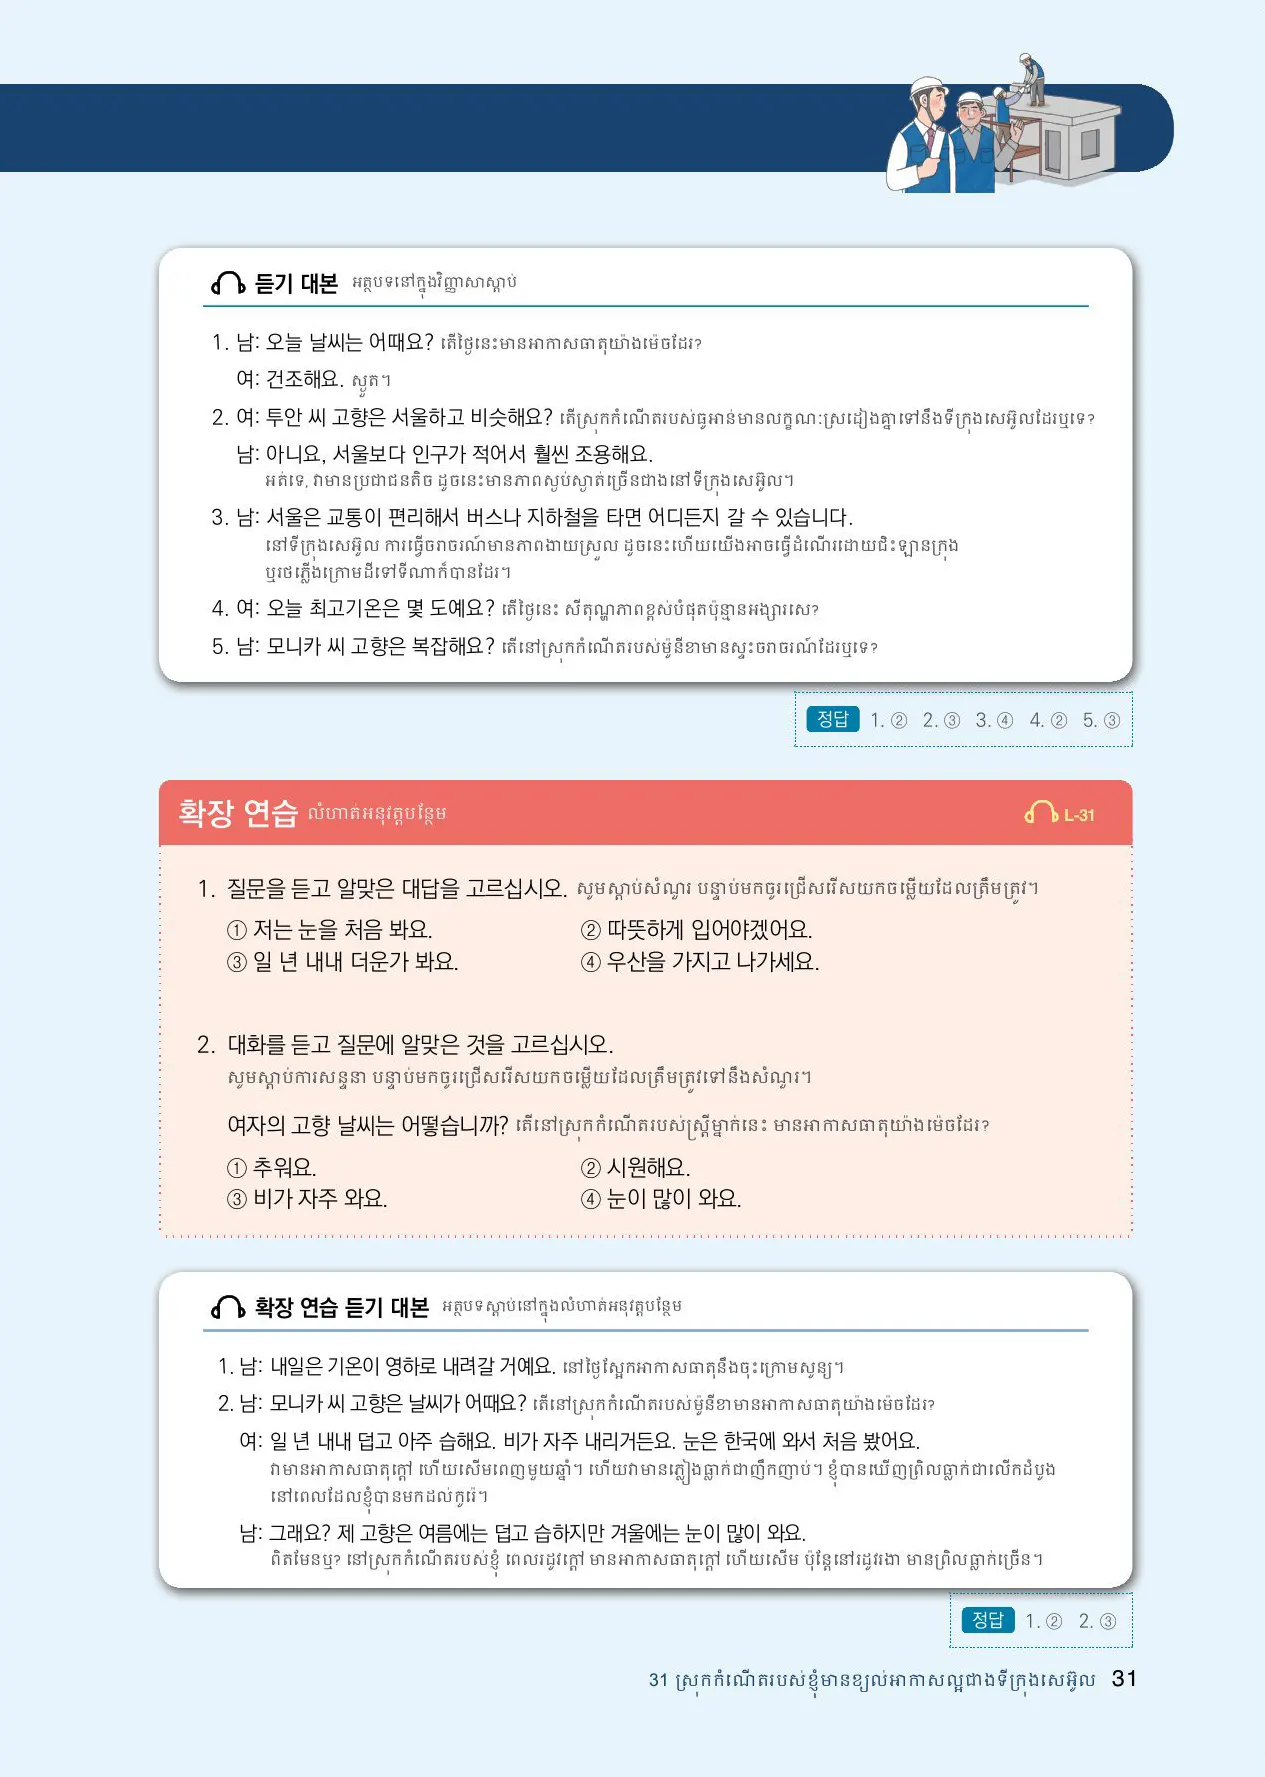 듣기 대본 អត្ថបទនៅក្នុងវិញ្ញាសាស្តាប់
1. 남: 오늘 날씨는 어때요? តើថ្ងៃនេះមានអាកាសធាតុយ៉ាងម៉េចដែរ?
여: 건조해요. ស្ងួត។
2. 여: 투안 씨 고향은 서울하고 비슷해요? តើស្រុកកំណើតរបស់ធូអាន់មានលក្ខណៈស្រដៀងគ្នាទៅនឹងទីក្រុងសេអ៊ូលដែរឬទេ?
남: 아니요, 서울보다 인구가 적어서 훨씬 조용해요.
អត់ទេ, វាមានប្រជាជនតិច ដូចនេះមានភាពស្ងប់ស្ងាត់ច្រើនជាងនៅទីក្រុងសេអ៊ូល។
3. 남: 서울은 교통이 편리해서 버스나 지하철을 타면 어디든지 갈 수 있습니다.
នៅទីក្រុងសេអ៊ូល ការធ្វើចរាចរណ៍មានភាពងាយស្រួល ដូចនេះហើយយើងអាចធ្វើដំណើរដោយជិះឡានក្រុង
ឬរថភ្លើងក្រោមដីទៅទីណាក៏បានដែរ។
4. 여: 오늘 최고기온은 몇 도예요? តើថ្ងៃនេះ សីតុណ្ហភាពខ្ពស់បំផុតប៉ុន្មានអង្សារសេ?
5. 남: 모니카 씨 고향은 복잡해요? តើនៅស្រុកកំណើតរបស់ម៉ូនីខាមានស្ទះចរាចរណ៍ដែរឬទេ?
정답 1. ② 2. ③ 3. ④ 4. ② 5. ③
확장 연습 លំហាត់អនុវត្តបន្ថែម L-31
1. 질문을 듣고 알맞은 대답을 고르십시오. សូមស្តាប់សំណួរ បន្ទាប់មកចូរជ្រើសរើសយកចម្លើយដែលត្រឹមត្រូវ។
① 저는 눈을 처음 봐요. ② 따뜻하게 입어야겠어요.
③ 일 년 내내 더운가 봐요. ④ 우산을 가지고 나가세요.
2. 대화를 듣고 질문에 알맞은 것을 고르십시오.
សូមស្តាប់ការសន្ទនា បន្ទាប់មកចូរជ្រើសរើសយកចម្លើយដែលត្រឹមត្រូវទៅនឹងសំណួរ។
여자의 고향 날씨는 어떻습니까? តើនៅស្រុកកំណើតរបស់ស្ត្រីម្នាក់នេះ មានអាកាសធាតុយ៉ាងម៉េចដែរ?
① 추워요. ② 시원해요.
③ 비가 자주 와요. ④ 눈이 많이 와요.
확장 연습 듣기 대본 អត្ថបទស្តាប់នៅក្នុងលំហាត់អនុវត្តបន្ថែម
1. 남: 내일은 기온이 영하로 내려갈 거예요. នៅថ្ងៃស្អែកអាកាសធាតុនឹងចុះក្រោមសូន្យ។
2. 남: 모니카 씨 고향은 날씨가 어때요? តើនៅស្រុកកំណើតរបស់ម៉ូនីខាមានអាកាសធាតុយ៉ាងម៉េចដែរ?
여: 일 년 내내 덥고 아주 습해요. 비가 자주 내리거든요. 눈은 한국에 와서 처음 봤어요.
វាមានអាកាសធាតុក្តៅ ហើយសើមពេញមួយឆ្នាំ។ ហើយវាមានភ្លៀងធ្លាក់ជាញឹកញាប់។ ខ្ញុំបានឃើញព្រិលធ្លាក់ជាលើកដំបូង
នៅពេលដែលខ្ញុំបានមកដល់កូរ៉េ។
남: 그래요? 제 고향은 여름에는 덥고 습하지만 겨울에는 눈이 많이 와요.
ពិតមែនឬ? នៅស្រុកកំណើតរបស់ខ្ញុំ ពេលរដូវក្តៅ មានអាកាសធាតុក្តៅ ហើយសើម ប៉ុន្តែនៅរដូវរងា មានព្រិលធ្លាក់ច្រើន។
정답 1. ② 2. ③
31 ស្រុកកំណើតរបស់ខ្ញុំមានខ្យល់អាកាសល្អជាងទីក្រុងសេអ៊ូល 31